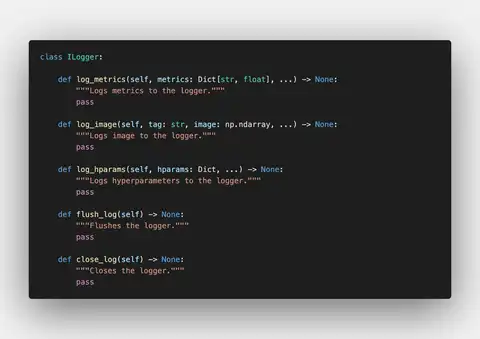 class ILogger:
def log_metrics(self, metrics: Dict[str, float], ...) -> None:
"""Logs metrics to the logger."""
pass
def log_image(self, tag: str, image: np.ndarray, ...) -> None:
"""Logs image to the logger."""
pass
def log_hparams(self, hparams: Dict, ...) -> None:
"""Logs hyperparameters to the logger."""
pass
def flush_log(self) -> None:
"""Flushes the logger."""
pass
def close_log(self) -> None:
"""Closes the logger."""
pass